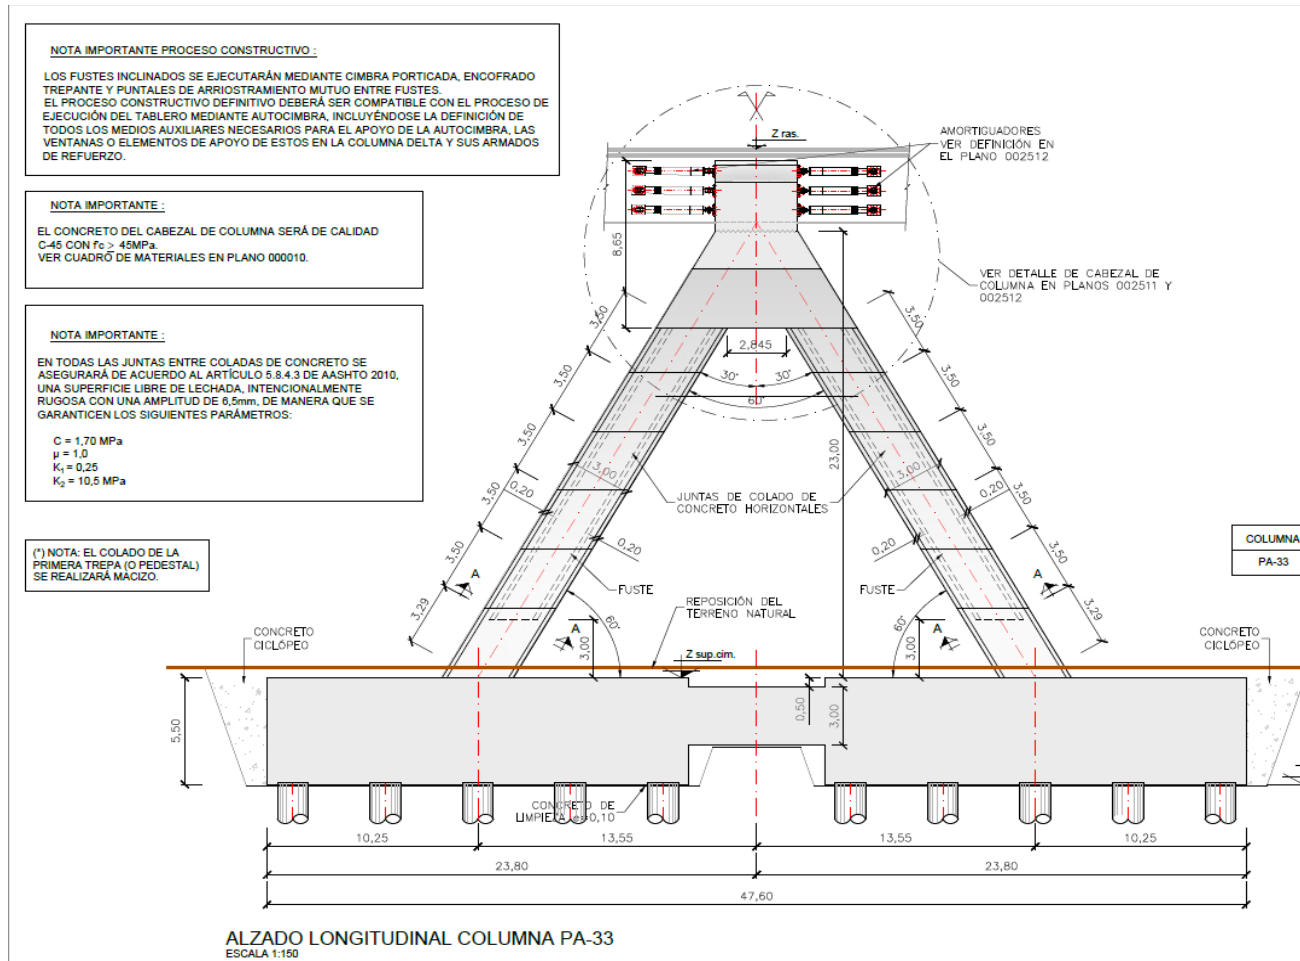 NOTA IMPORTANTE PROCESO CONSTRUCTIVO :
LOS FUSTES INCLINADOS SE EJECUTARÁN MEDIANTE CIMBRA PORTICADA, ENCOFRADO
TREPANTE Y PUNTALES DE ARRIOSTRAMIENTO MUTUO ENTRE FUSTES.
EL PROCESO CONSTRUCTIVO DEFINITIVO DEBERÁ SER COMPATIBLE CON EL PROCESO DE
EJECUCIÓN DEL TABLERO MEDIANTE AUTOCIMBRA, INCLUYÉNDOSE LA DEFINICIÓN DE
TODOS LOS MEDIOS AUXILIARES NECESARIOS PARA EL APOYO DE LA AUTOCIMBRA, LAS
VENTANAS O ELEMENTOS DE APOYO DE ESTOS EN LA COLUMNA DELTA Y SUS ARMADOS
DE REFUERZO.
NOTA IMPORTANTE :
EL CONCRETO DEL CABEZAL DE COLUMNA SERÁ DE CALIDAD
C-45 CON f'c ≥ 45MPa.
VER CUADRO DE MATERIALES EN PLANO 000010.
NOTA IMPORTANTE :
EN TODAS LAS JUNTAS ENTRE COLADAS DE CONCRETO SE
ASEGURARÁ DE ACUERDO AL ARTÍCULO 5.8.4.3 DE AASHTO 2010,
UNA SUPERFICIE LIBRE DE LECHADA, INTENCIONALMENTE
RUGOSA CON UNA AMPLITUD DE 6,5mm, DE MANERA QUE SE
GARANTICEN LOS SIGUIENTES PARÁMETROS:
C = 1,70 MPa
μ = 1,0
K₁ = 0,25
K₂ = 10,5 MPa
(*) NOTA: EL COLADO DE LA
PRIMERA TREPA (O PEDESTAL)
SE REALIZARÁ MACIZO.
Z ras.
AMORTIGUADORES
VER DEFINICIÓN EN
EL PLANO 002512
8,65
VER DETALLE DE CABEZAL DE
COLUMNA EN PLANOS 002511 Y
002512
3,50
3,50
2,845
3,50
3,50
30°
30°
60°
3,50
3,50
23,00
3,00
3,00
3,50
0,20
JUNTAS DE COLADO DE
CONCRETO HORIZONTALES
0,20
3,50
3,50
0,20
0,20
3,50
COLUMNA
PA-33
A
FUSTE
FUSTE
A
3,29
REPOSICIÓN DEL
TERRENO NATURAL
3,29
60°
60°
A
A
CONCRETO
CICLÓPEO
3,00
Z sup.cim.
3,00
CONCRETO
CICLÓPEO
5,50
0,50
3,00
CONCRETO DE
LIMPIEZA e=0,10
10,25
13,55
13,55
10,25
23,80
23,80
47,60
ALZADO LONGITUDINAL COLUMNA PA-33
ESCALA 1:150